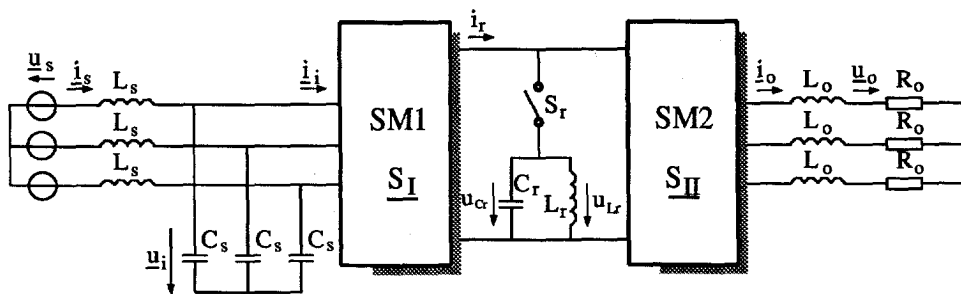 u_s i_s L_s i_i
L_s
L_s
u_i C_s C_s C_s
SM1
S_I
i_r
S_r
u_Cr C_r L_r u_Lr
SM2
S_II
i_o L_o u_o R_o
L_o R_o
L_o R_o